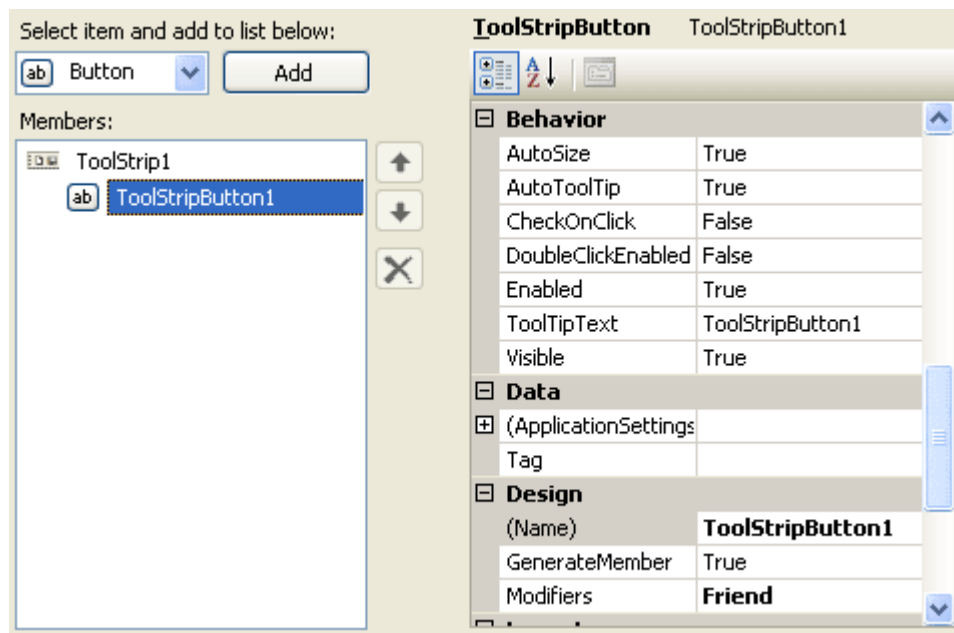 Select item and add to list below:
ab Button Add
Members:
ToolStrip1
ab ToolStripButton1
ToolStripButton ToolStripButton1
A Z
Behavior
AutoSize True
AutoToolTip True
CheckOnClick False
DoubleClickEnabled False
Enabled True
ToolTipText ToolStripButton1
Visible True
Data
(ApplicationSettings
Tag
Design
(Name) ToolStripButton1
GenerateMember True
Modifiers Friend